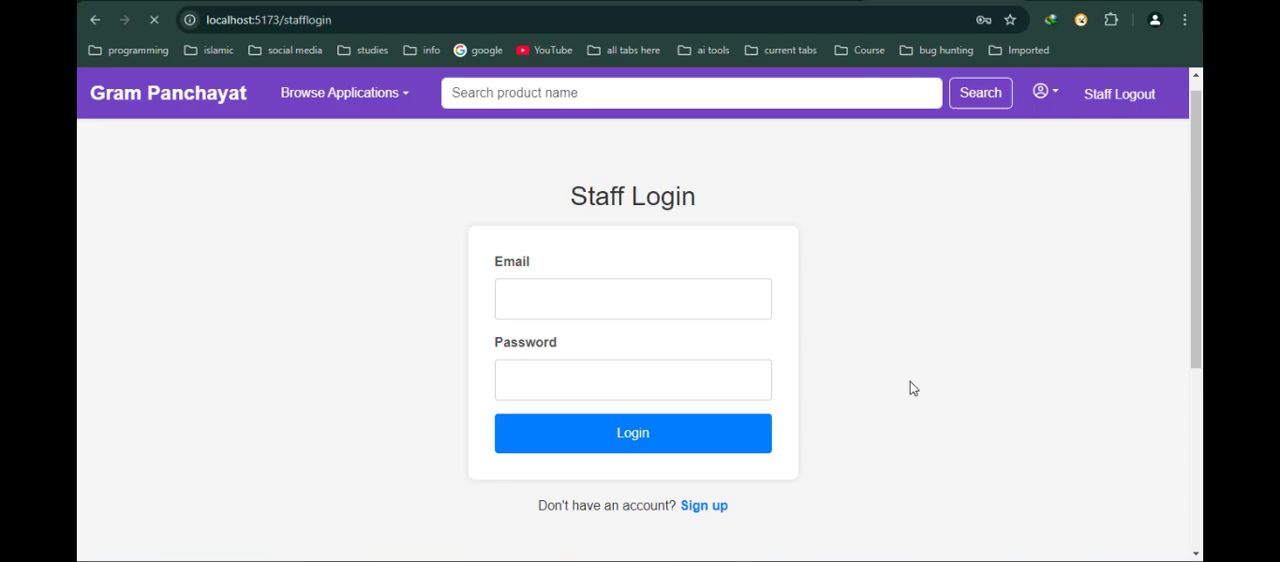 localhost:5173/stafflogin
programming islamic social media studies info google YouTube all tabs here ai tools current tabs Course bug hunting Imported
Gram Panchayat Browse Applications Search product name Search Staff Logout
Staff Login
Email
Password
Login
Don't have an account? Sign up